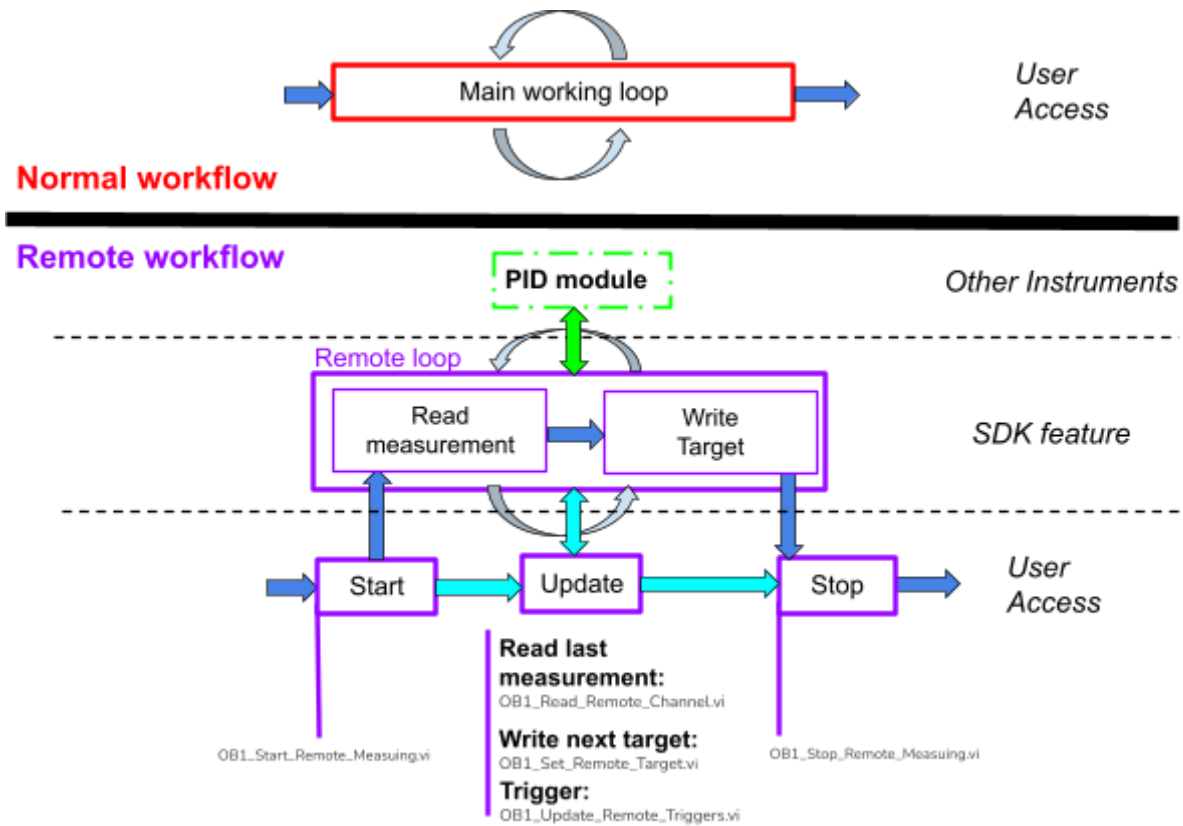 Main working loop
User
Access
Normal workflow
Remote workflow
PID module
Other Instruments
Remote loop
Read
measurement
Write
Target
SDK feature
Start
Update
Stop
User
Access
Read last
measurement:
OB1_Read_Remote_Channel.vi
OB1_Start_Remote_Measuing.vi
Write next target:
OB1_Set_Remote_Target.vi
OB1_Stop_Remote_Measuing.vi
Trigger:
OB1_Update_Remote_Triggers.vi